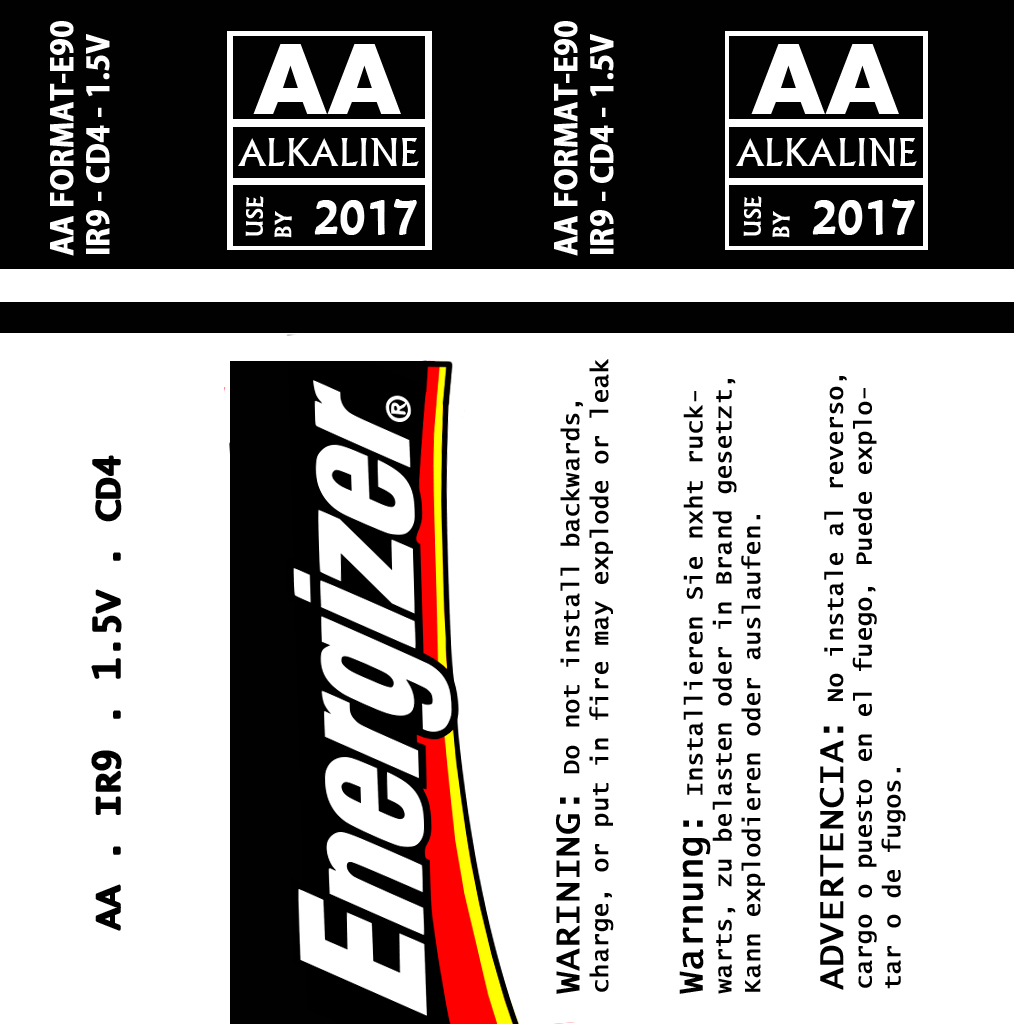 AA FORMAT-E90
IR9 - CD4 - 1.5V
AA
ALKALINE
USE
BY
2017
AA FORMAT-E90
IR9 - CD4 - 1.5V
AA
ALKALINE
USE
BY
2017
AA . IR9 . 1.5V . CD4
Energizer®
WARINING: Do not install backwards,
charge, or put in fire may explode or leak
Warnung: Installieren Sie nxht ruck-
warts, zu belasten oder in Brand gesetzt,
Kann explodieren oder auslaufen.
ADVERTENCIA: No instale al reverso,
cargo o puesto en el fuego, Puede explo-
tar o de fugos.